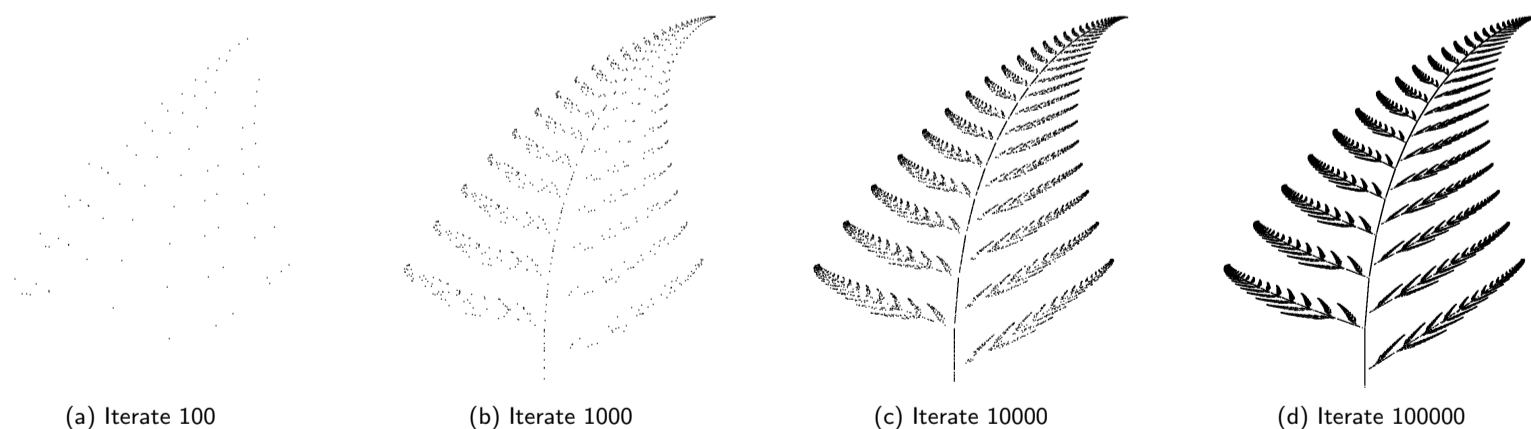 (a) Iterate 100
(b) Iterate 1000
(c) Iterate 10000
(d) Iterate 100000